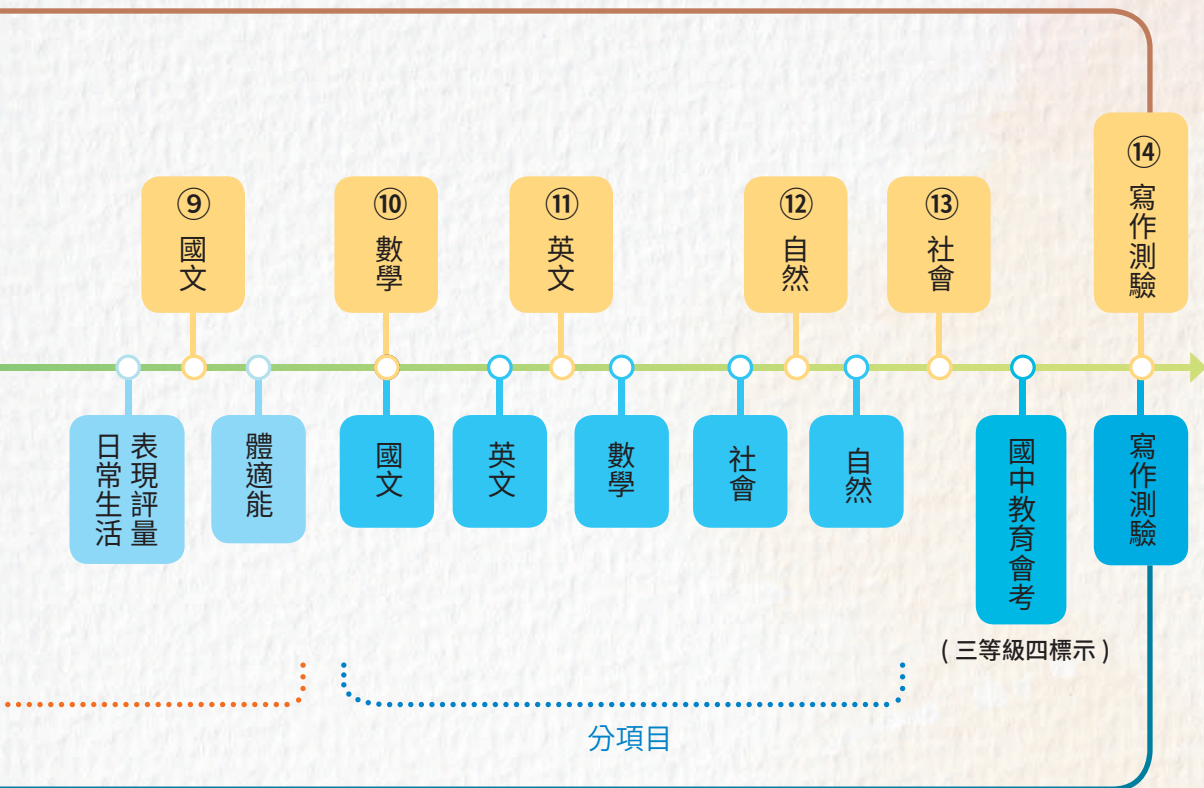 ⑭
寫作測驗
⑨
國文
⑩
數學
⑪
英文
⑫
自然
⑬
社會
日常生活
表現評量
體適能
國文
英文
數學
社會
自然
國中教育會考
寫作測驗
( 三等級四標示 )
分項目